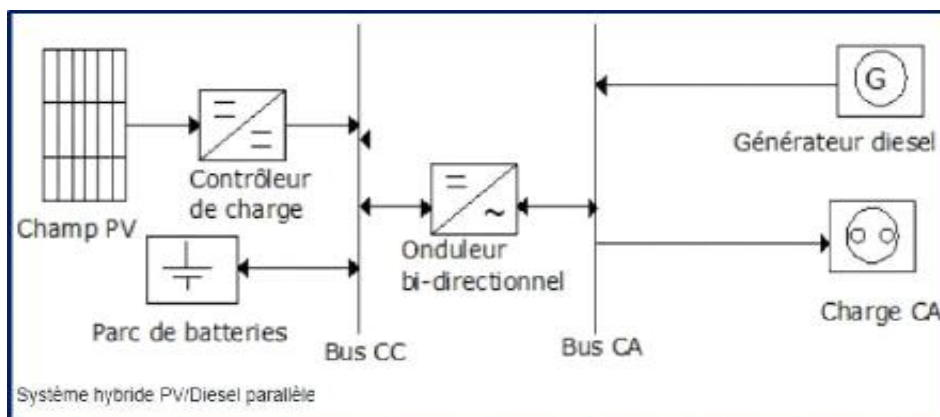 G
Générateur diesel
Contrôleur
de charge
Champ PV
Onduleur
bi-directionnel
Charge CA
Parc de batteries
Bus CC
Bus CA
Système hybride PV/Diesel parallèle